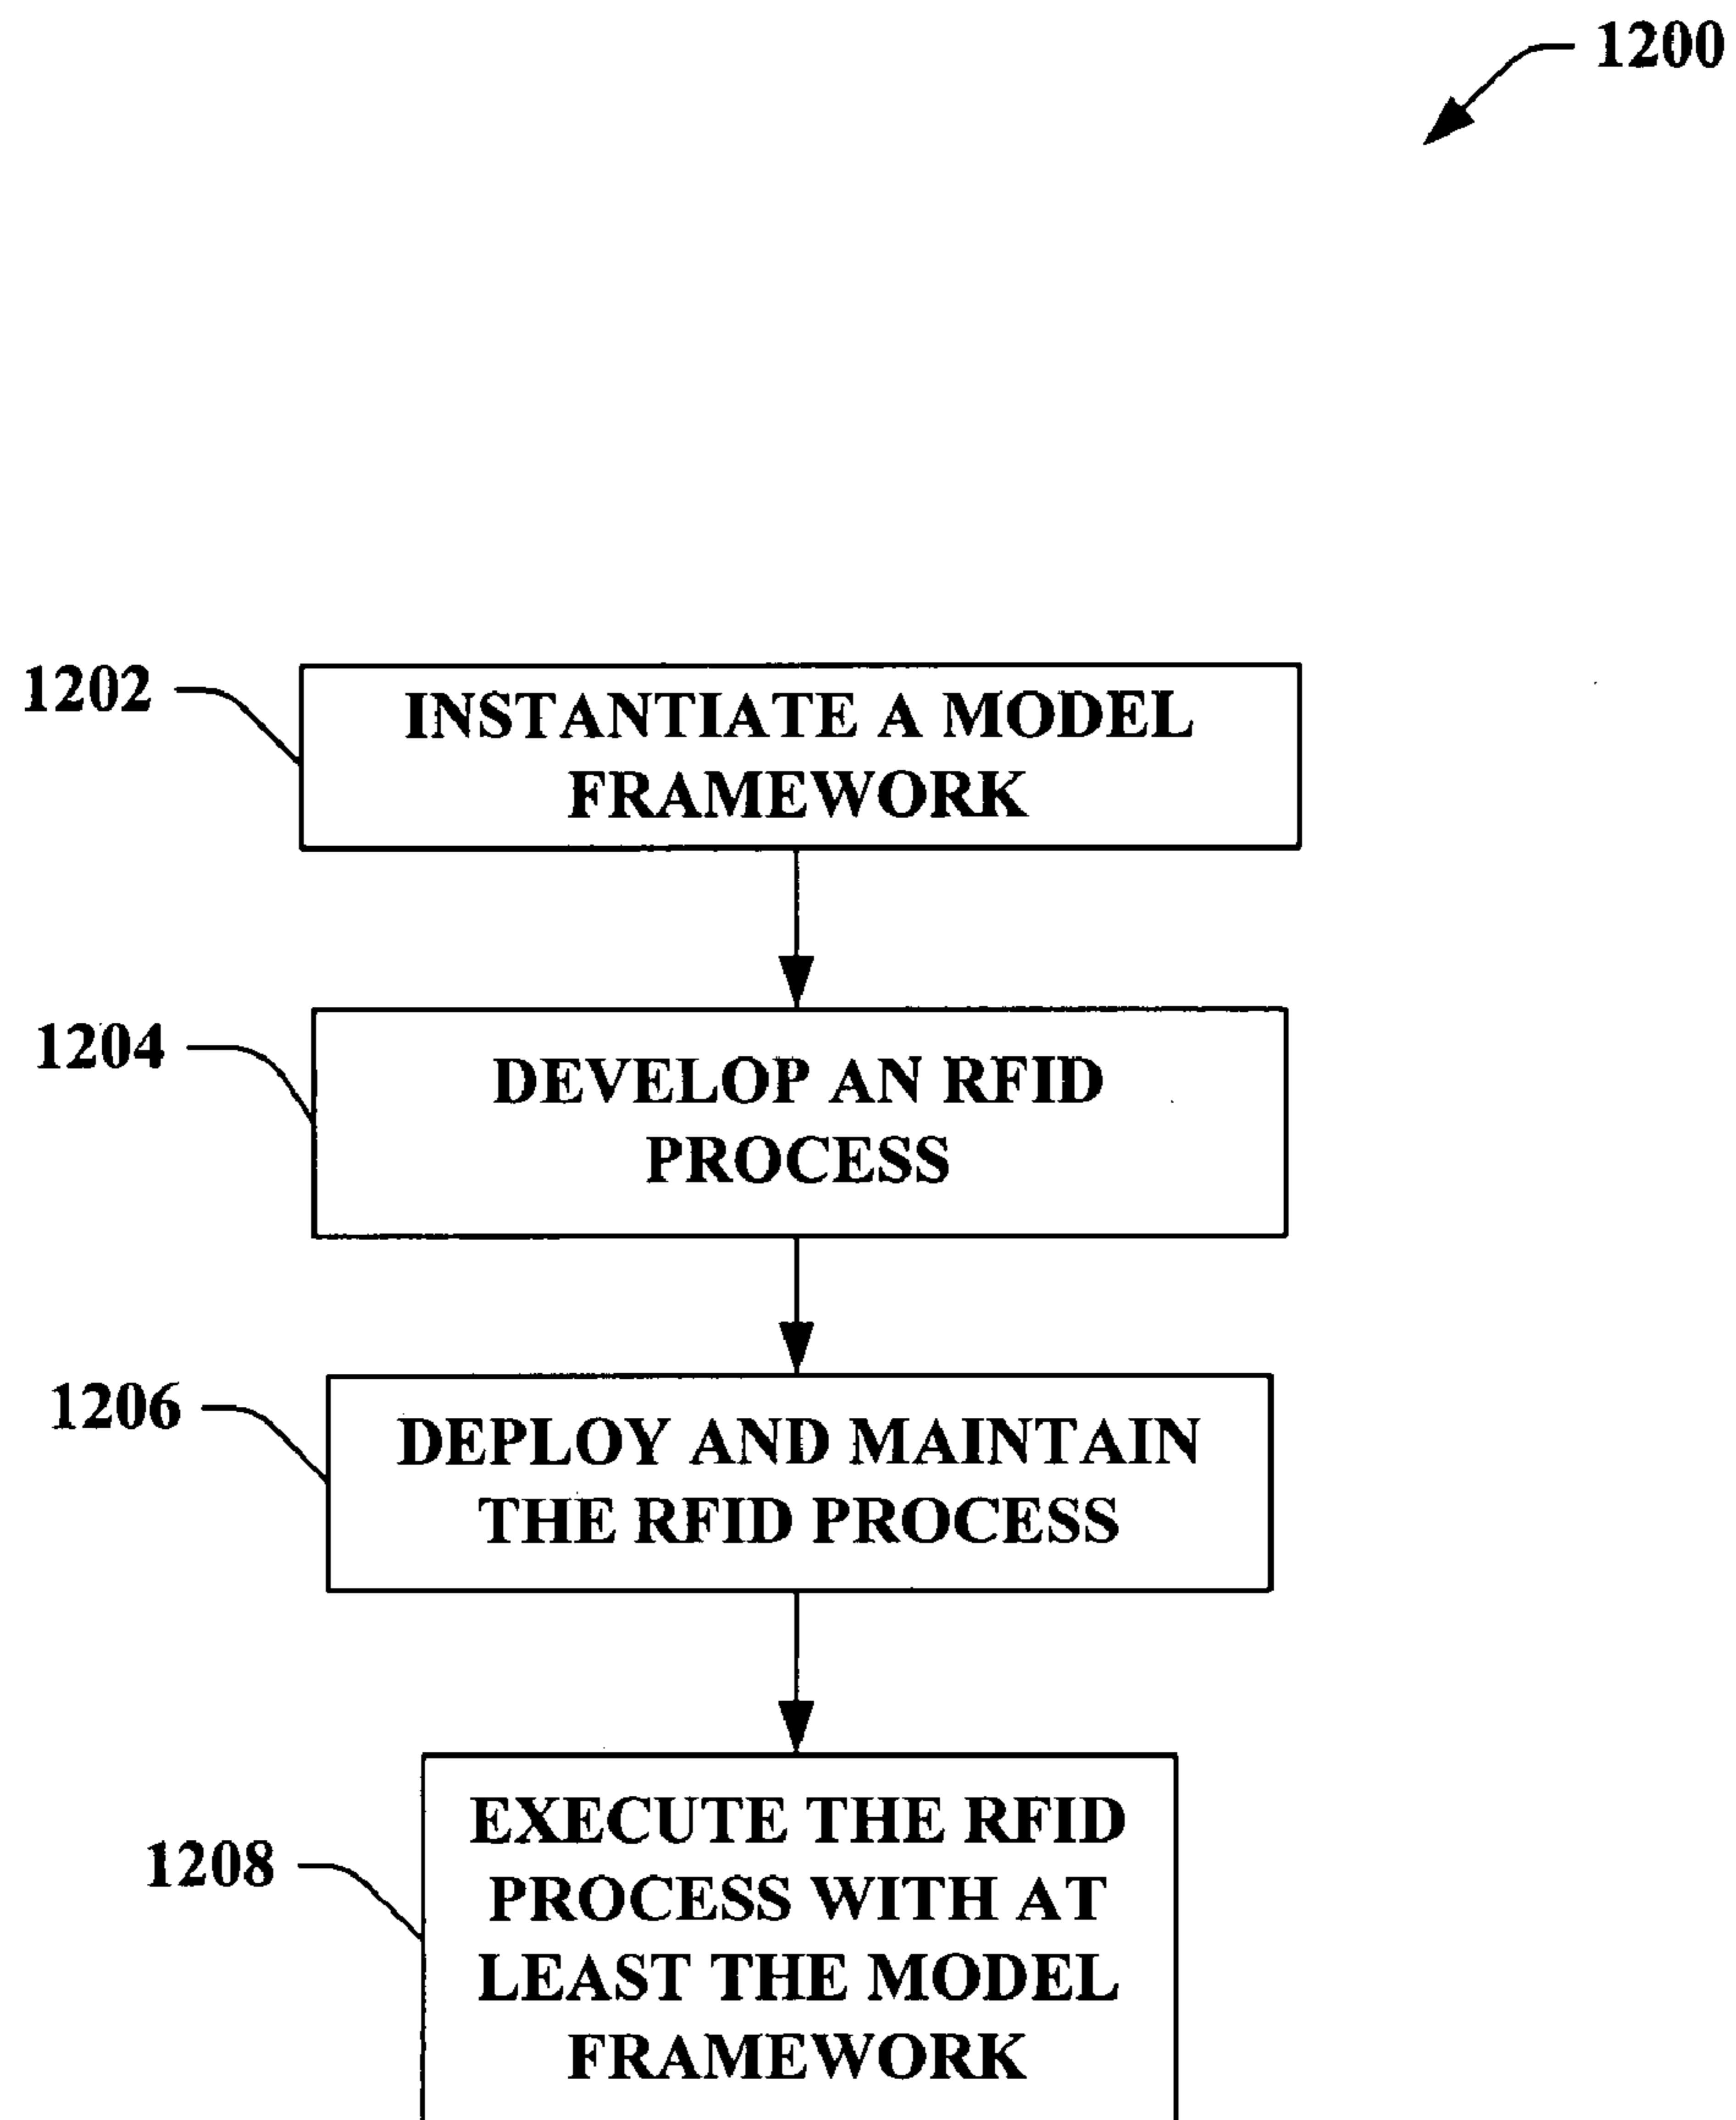 1200
1202
INSTANTIATE A MODEL
FRAMEWORK
1204
DEVELOP AN RFID
PROCESS
1206
DEPLOY AND MAINTAIN
THE RFID PROCESS
1208
EXECUTE THE RFID
PROCESS WITH AT
LEAST THE MODEL
FRAMEWORK